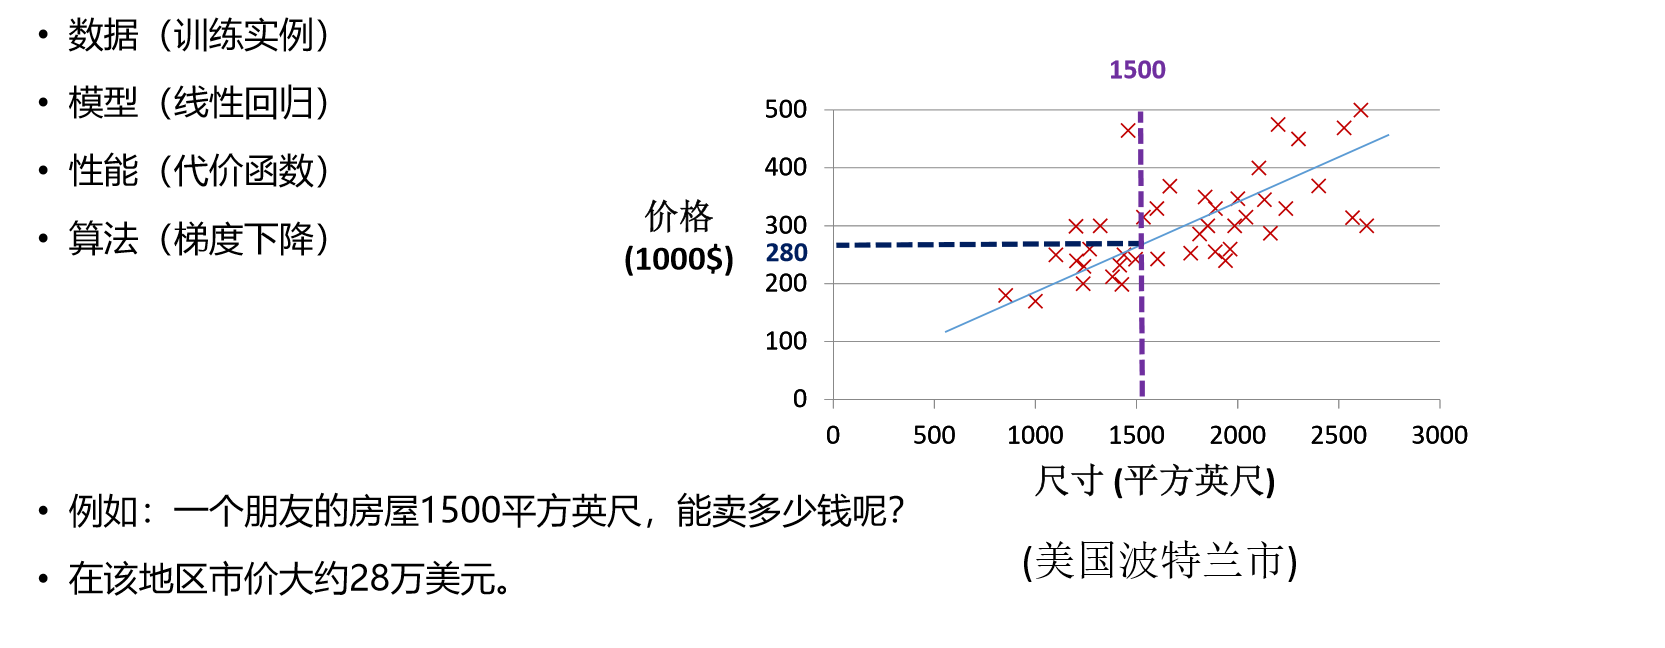 • 数据（训练实例）
• 模型（线性回归）
• 性能（代价函数）
• 算法（梯度下降）
1500
500
400
300
280
200
100
0
价格
(1000$)
0 500 1000 1500 2000 2500 3000
尺寸 (平方英尺)
(美国波特兰市)
• 例如：一个朋友的房屋1500平方英尺，能卖多少钱呢？
• 在该地区市价大约28万美元。